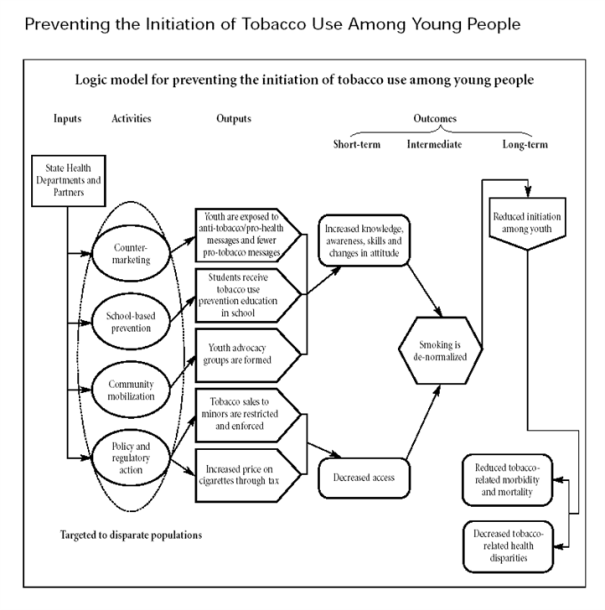 Preventing the Initiation of Tobacco Use Among Young People
Logic model for preventing the initiation of tobacco use among young people
Inputs
Activities
Outputs
Outcomes
Short-term
Intermediate
Long-term
State Health
Departments and
Partners
Counter-
marketing
School-based
prevention
Community
mobilization
Policy and
regulatory
action
Youth are exposed to
anti-tobacco/pro-health
messages and fewer
pro-tobacco messages
Students receive
tobacco use
prevention education
in school
Youth advocacy
groups are formed
Tobacco sales to
minors are restricted
and enforced
Increased price on
cigarettes through tax
Increased knowledge,
awareness, skills and
changes in attitude
Decreased access
Smoking is
de-normalized
Reduced initiation
among youth
Reduced tobacco-
related morbidity
and mortality
Decreased tobacco-
related health
disparities
Targeted to disparate populations